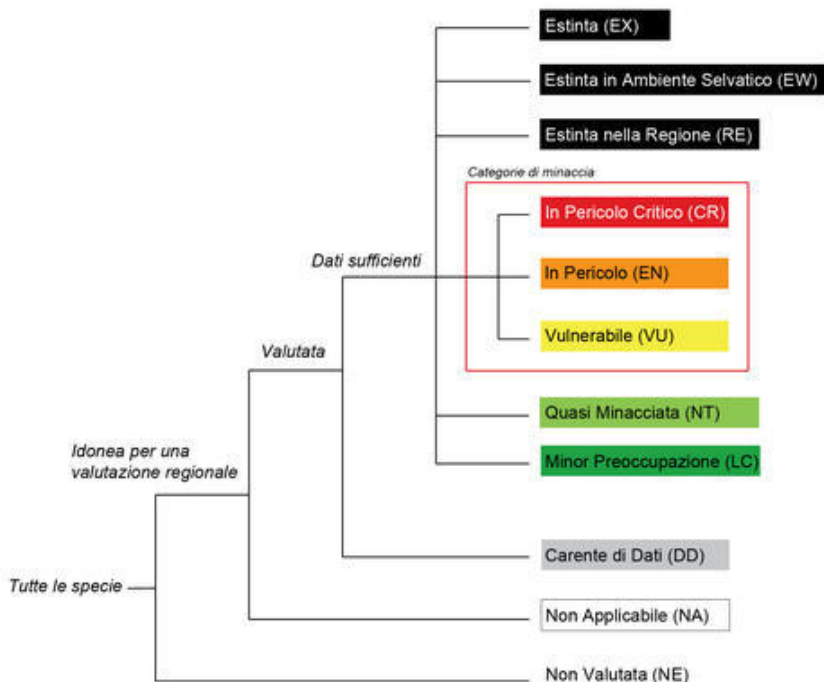 Estinta (EX)
Estinta in Ambiente Selvatico (EW)
Estinta nella Regione (RE)
Categorie di minaccia
In Pericolo Critico (CR)
Dati sufficienti
In Pericolo (EN)
Vulnerabile (VU)
Valutata
Quasi Minacciata (NT)
Idonea per una
valutazione regionale
Minor Preoccupazione (LC)
Carente di Dati (DD)
Tutte le specie
Non Applicabile (NA)
Non Valutata (NE)